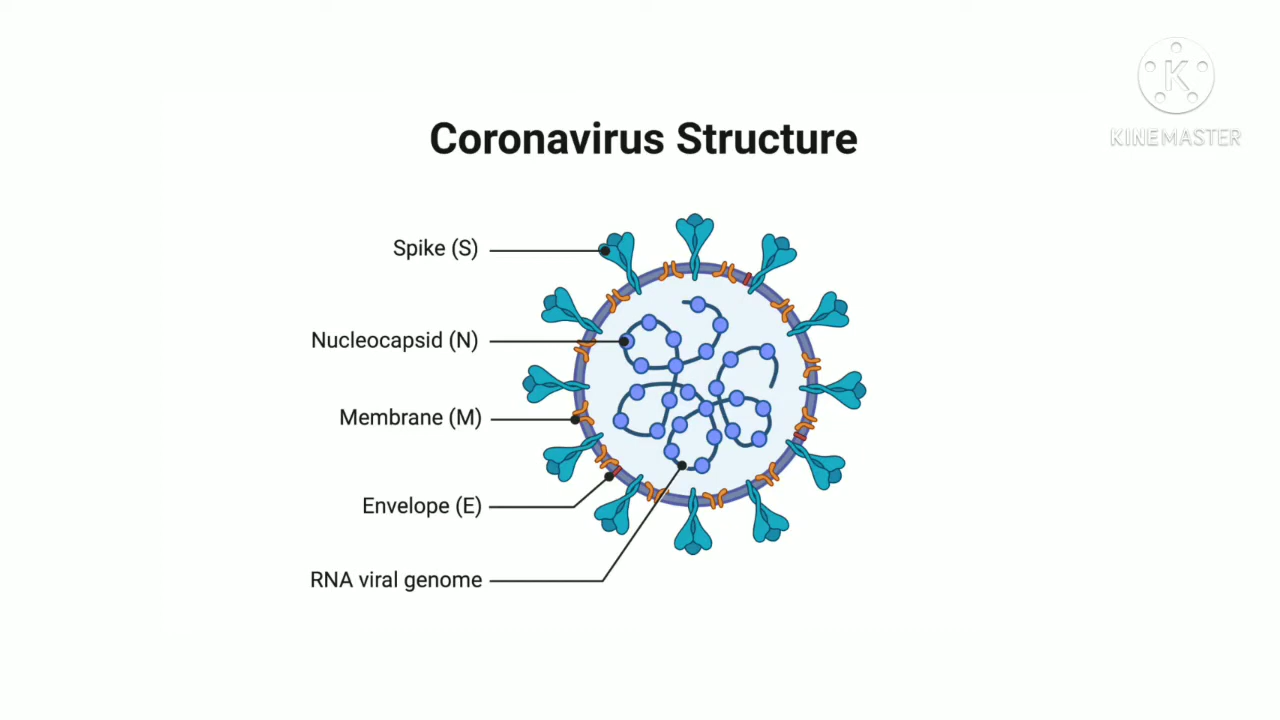 K
KINEMASTER
Coronavirus Structure
Spike (S)
Nucleocapsid (N)
Membrane (M)
Envelope (E)
RNA viral genome